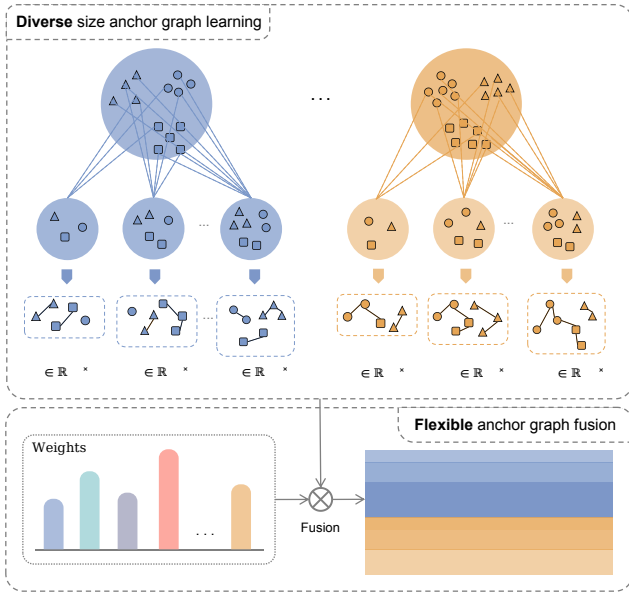 Diverse size anchor graph learning
...
... ...
...
∈ ℝ × ∈ ℝ × ∈ ℝ × ∈ ℝ × ∈ ℝ × ∈ ℝ ×
Flexible anchor graph fusion
Weights
...
Fusion